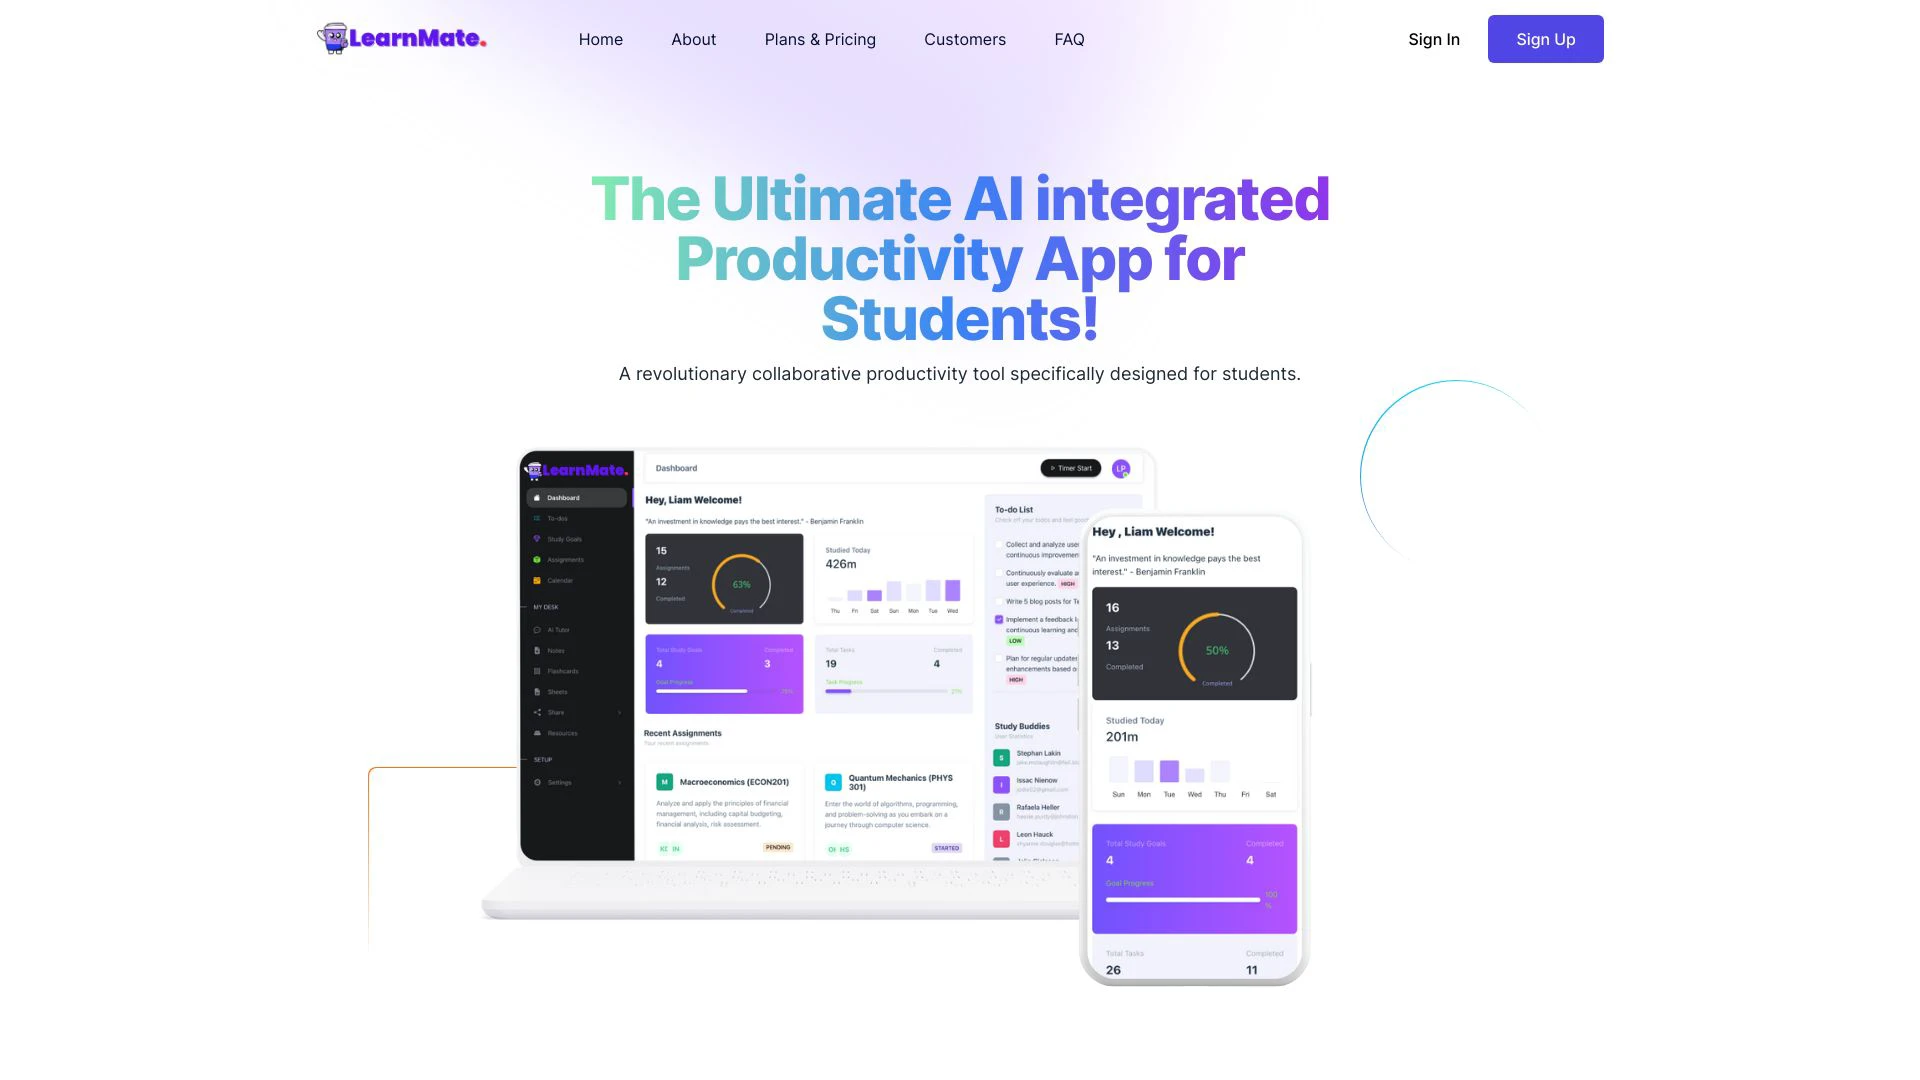 LearnMate.
Home
About
Plans & Pricing
Customers
FAQ
Sign In
Sign Up
The Ultimate AI integrated
Productivity App for
Students!
A revolutionary collaborative productivity tool specifically designed for students.
LearnMate.
Dashboard
To-dos
Study Goals
Assignments
Calendar
MY DESK
AI Tutor
Notes
Flashcards
Sheets
Share
Resources
SETUP
Settings
Dashboard
Timer Start
LP
Hey, Liam Welcome!
"An investment in knowledge pays the best interest." - Benjamin Franklin
15
Assignments
12
Completed
63%
Completed
Studied Today
426m
Thu Fri Sat Sun Mon Tue Wed
Total Study Goals
4
Completed
3
Goal Progress
75%
Total Tasks
19
Completed
4
Task Progress
21%
Recent Assignments
Your recent assignments
M
Macroeconomics (ECON201)
Analyze and apply the principles of financial
management, including capital budgeting,
financial analysis, risk assessment.
IN
PENDING
Q
Quantum Mechanics (PHYS
301)
Enter the world of algorithms, programming,
and problem-solving as you embark on a
journey through computer science.
HS
STARTED
To-do List
Check off your todos and feel good
Collect and analyze user
continuous improvement
Continuously evaluate a
user experience. HIGH
Write 5 blog posts for Te
Implement a feedback l
continuous learning and
LOW
Plan for regular updates
enhancements based o
HIGH
Study Buddies
User Statistics
S
Stephan Lakin
I
Issac Nienow
R
Rafaela Heller
L
Leon Hauck
Hey , Liam Welcome!
"An investment in knowledge pays the best
interest." - Benjamin Franklin
16
Assignments
13
Completed
50%
Completed
Studied Today
201m
Sun Mon Tue Wed Thu Fri Sat
Total Study Goals
4
Completed
4
Goal Progress
100
%
Total Tasks
26
Completed
11